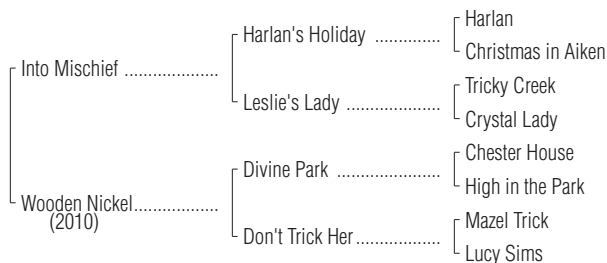 Harlan
Harlan's Holiday ..............
Christmas in Aiken
Into Mischief ....................
Tricky Creek
Leslie's Lady ....................
Crystal Lady
Chester House
Divine Park ......................
High in the Park
Wooden Nickel..................
(2010)
Mazel Trick
Don't Trick Her.................
Lucy Sims